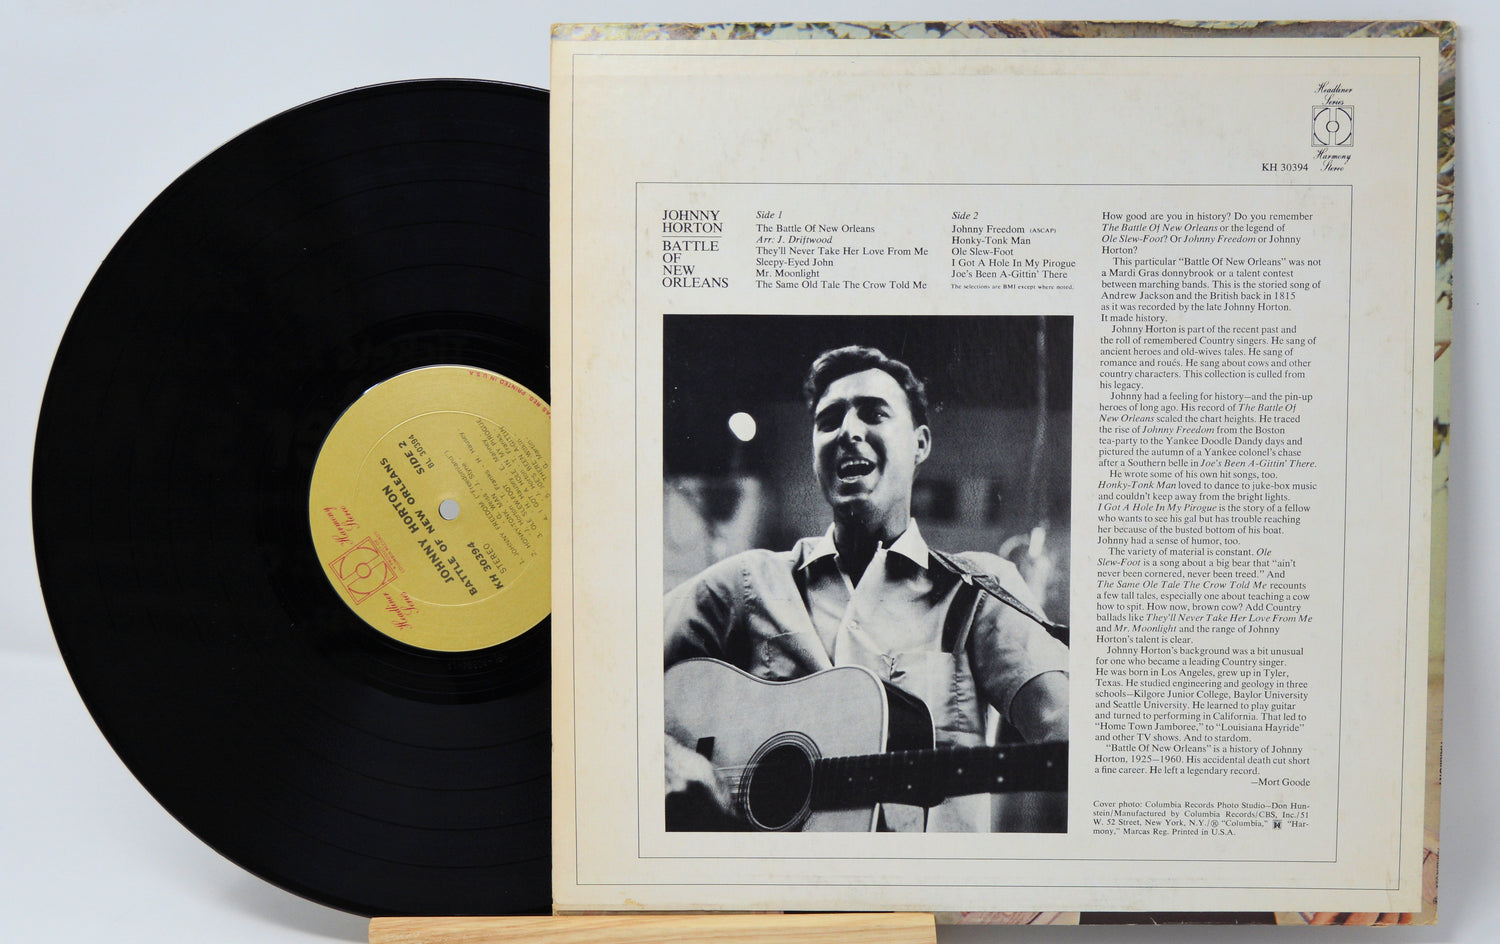 Headliner
Series
Harmony
Stereo
KH 30394
JOHNNY
HORTON
BATTLE
OF
NEW
ORLEANS
Side 1
The Battle Of New Orleans
Arr: J. Driftwood
They'll Never Take Her Love From Me
Sleepy-Eyed John
Mr. Moonlight
The Same Old Tale The Crow Told Me
Side 2
Johnny Freedom (ASCAP)
Honky-Tonk Man
Ole Slew-Foot
I Got A Hole In My Pirogue
Joe's Been A-Gittin' There
The selections are BMI except where noted.
How good are you in history? Do you remember
The Battle Of New Orleans or the legend of
Ole Slew-Foot? Or Johnny Freedom or Johnny
Horton?
This particular “Battle Of New Orleans” was not
a Mardi Gras donnybrook or a talent contest
between marching bands. This is the storied song of
Andrew Jackson and the British back in 1815
as it was recorded by the late Johnny Horton.
It made history.
Johnny Horton is part of the recent past and
the roll of remembered Country singers. He sang of
ancient heroes and old-wives tales. He sang of
romance and roués. He sang about cows and other
country characters. This collection is culled from
his legacy.
Johnny had a feeling for history—and the pin-up
heroes of long ago. His record of The Battle Of
New Orleans scaled the chart heights. He traced
the rise of Johnny Freedom from the Boston
tea-party to the Yankee Doodle Dandy days and
pictured the autumn of a Yankee colonel's chase
after a Southern belle in Joe's Been A-Gittin' There.
He wrote some of his own hit songs, too.
Honky-Tonk Man loved to dance to juke-box music
and couldn't keep away from the bright lights.
I Got A Hole In My Pirogue is the story of a fellow
who wants to see his gal but has trouble reaching
her because of the busted bottom of his boat.
Johnny had a sense of humor, too.
The variety of material is constant. Ole
Slew-Foot is a song about a big bear that “ain't
never been cornered, never been treed.” And
The Same Ole Tale The Crow Told Me recounts
a few tall tales, especially one about teaching a cow
how to spit. How now, brown cow? Add Country
ballads like They'll Never Take Her Love From Me
and Mr. Moonlight and the range of Johnny
Horton's talent is clear.
Johnny Horton's background was a bit unusual
for one who became a leading Country singer.
He was born in Los Angeles, grew up in Tyler,
Texas. He studied engineering and geology in three
schools—Kilgore Junior College, Baylor University
and Seattle University. He learned to play guitar
and turned to performing in California. That led to
“Home Town Jamboree,” to “Louisiana Hayride”
and other TV shows. And to stardom.
“Battle Of New Orleans” is a history of Johnny
Horton, 1925—1960. His accidental death cut short
a fine career. He left a legendary record.
—Mort Goode
Cover photo: Columbia Records Photo Studio—Don Hun-
stein/Manufactured by Columbia Records/CBS, Inc./51
W. 52 Street, New York, N.Y./® “Columbia,” “Har-
mony,” Marcas Reg. Printed in U.S.A.
Harmony
Stereo
Headliner
Series
JOHNNY HORTON
BATTLE OF NEW ORLEANS
KH 30394
STEREO
SIDE 2
BL 30394